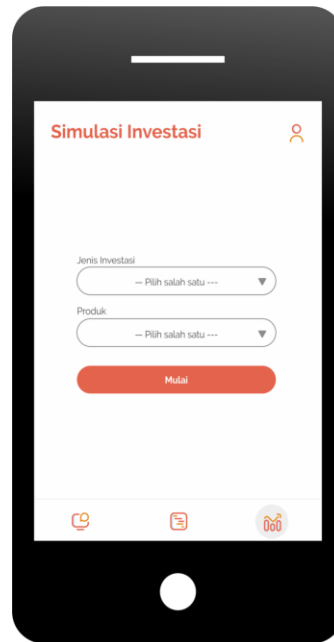 Simulasi Investasi
Jenis Investasi
--- Pilih salah satu ---
Produk
--- Pilih salah satu ---
Mulai